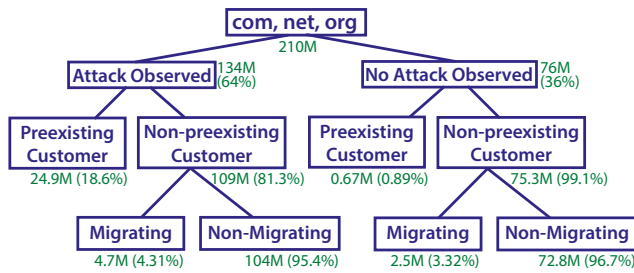 com, net, org
210M
Attack Observed
134M
(64%)
No Attack Observed
76M
(36%)
Preexisting
Customer
24.9M (18.6%)
Non-preexisting
Customer
109M (81.3%)
Preexisting
Customer
0.67M (0.89%)
Non-preexisting
Customer
75.3M (99.1%)
Migrating
4.7M (4.31%)
Non-Migrating
104M (95.4%)
Migrating
2.5M (3.32%)
Non-Migrating
72.8M (96.7%)